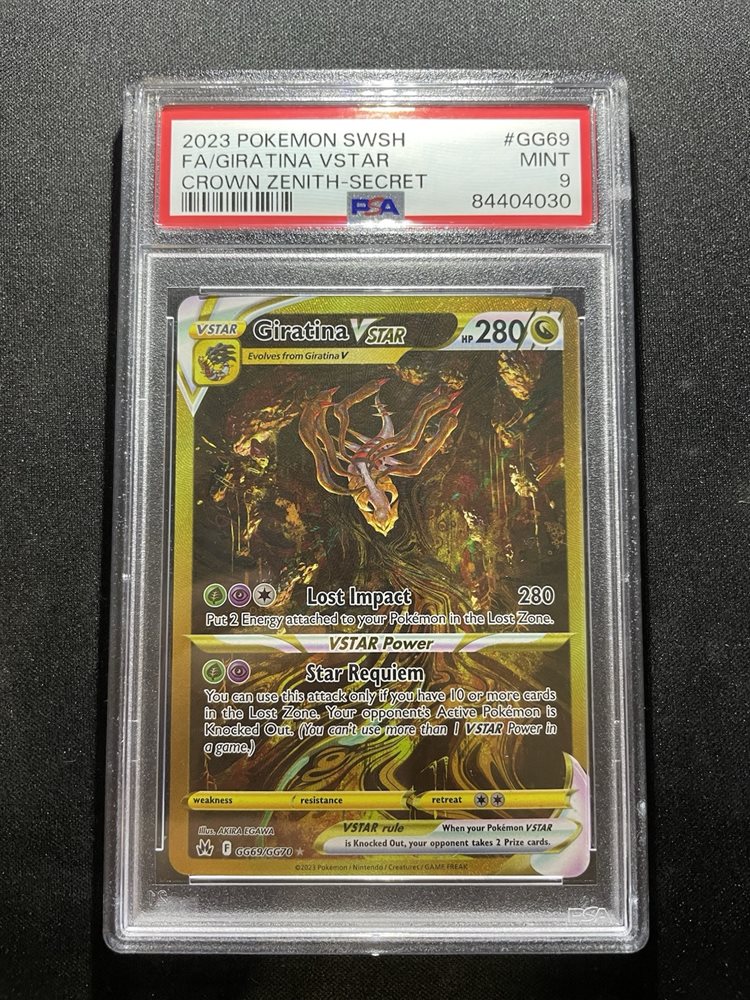 2023 POKEMON SWSH #GG69
FA/GIRATINA VSTAR MINT
CROWN ZENITH-SECRET 9
PSA 84404030
VSTAR Giratina VSTAR HP 280
Evolves from Giratina V
Lost Impact 280
Put 2 Energy attached to your Pokémon in the Lost Zone.
VSTAR Power
Star Requiem
You can use this attack only if you have 10 or more cards
in the Lost Zone. Your opponent's Active Pokémon is
Knocked Out. (You can't use more than 1 VSTAR Power in
a game.)
weakness resistance retreat
Illus. AKIRA EGAWA
VSTAR rule When your Pokémon VSTAR
is Knocked Out, your opponent takes 2 Prize cards.
F GG69/GG70
©2023 Pokémon / Nintendo / Creatures / GAME FREAK
PSA